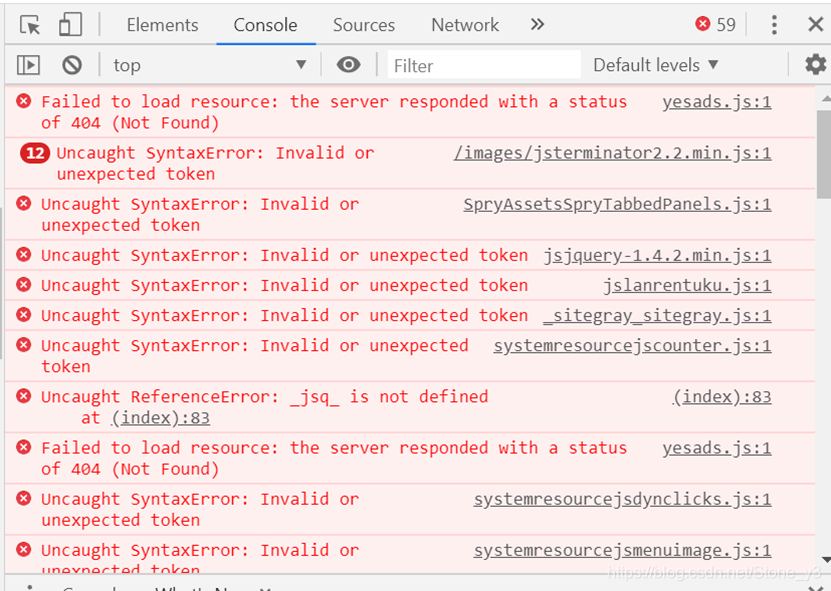 Elements Console Sources Network » 59
top Filter Default levels
Failed to load resource: the server responded with a status yesads.js:1
of 404 (Not Found)
12 Uncaught SyntaxError: Invalid or /images/jsterminator2.2.min.js:1
unexpected token
Uncaught SyntaxError: Invalid or SpryAssetsSpryTabbedPanels.js:1
unexpected token
Uncaught SyntaxError: Invalid or unexpected token jsjquery-1.4.2.min.js:1
Uncaught SyntaxError: Invalid or unexpected token jslanrentuku.js:1
Uncaught SyntaxError: Invalid or unexpected token _sitegray_sitegray.js:1
Uncaught SyntaxError: Invalid or unexpected systemresourcejscounter.js:1
token
Uncaught ReferenceError: _jsq_ is not defined (index):83
at (index):83
Failed to load resource: the server responded with a status yesads.js:1
of 404 (Not Found)
Uncaught SyntaxError: Invalid or systemresourcejsdynclicks.js:1
unexpected token
Uncaught SyntaxError: Invalid or systemresourcejsmenuimage.js:1
unexpected token
https://blog.csdn.net/Stone_y3